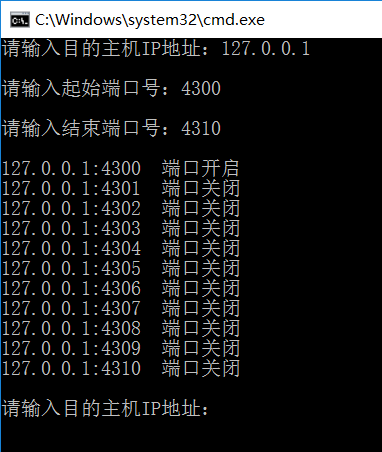 C:\Windows\system32\cmd.exe
请输入目的主机IP地址：127.0.0.1
请输入起始端口号：4300
请输入结束端口号：4310
127.0.0.1:4300  端口开启
127.0.0.1:4301  端口关闭
127.0.0.1:4302  端口关闭
127.0.0.1:4303  端口关闭
127.0.0.1:4304  端口关闭
127.0.0.1:4305  端口关闭
127.0.0.1:4306  端口关闭
127.0.0.1:4307  端口关闭
127.0.0.1:4308  端口关闭
127.0.0.1:4309  端口关闭
127.0.0.1:4310  端口关闭
请输入目的主机IP地址：